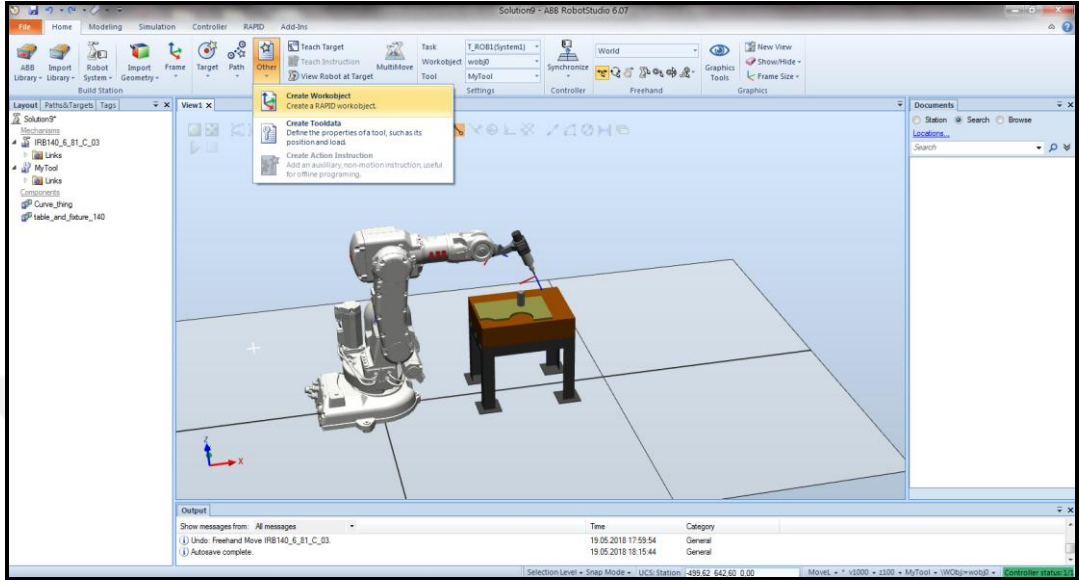 Solution9 - ABB RobotStudio 6.07
File Home Modeling Simulation Controller RAPID Add-Ins
ABB Library
Import Library
Robot System
Import Geometry
Frame
Target
Path
Other
Build Station
Teach Target
Teach Instruction
View Robot at Target
MultiMove
Task T_ROB1(System1)
Workobject wobj0
Tool MyTool
Settings
Synchronize
Controller
World
Freehand
Graphics Tools
New View
Show/Hide
Frame Size
Graphics
Create Workobject
Create a RAPID workobject.
Create Tooldata
Define the properties of a tool, such as its
position and load.
Create Action Instruction
Add an auxilliary, non-motion instruction, useful
for offline programing.
Layout Paths&Targets Tags
View1
Solution9*
Mechanisms
IRB140_6_81_C_03
Links
MyTool
Links
Components
Curve_thing
table_and_fixture_140
ABB
Z
X
Documents
Station Search Browse
Locations...
Search
Output
Show messages from: All messages Time Category
Undo: Freehand Move IRB140_6_81_C_03. 19.05.2018 17:59:54 General
Autosave complete. 19.05.2018 18:15:44 General
Selection Level Snap Mode UCS: Station -499,62 642,60 0,00 MoveL * v1000 z100 MyTool \WObj:=wobj0 Controller status: 1/1